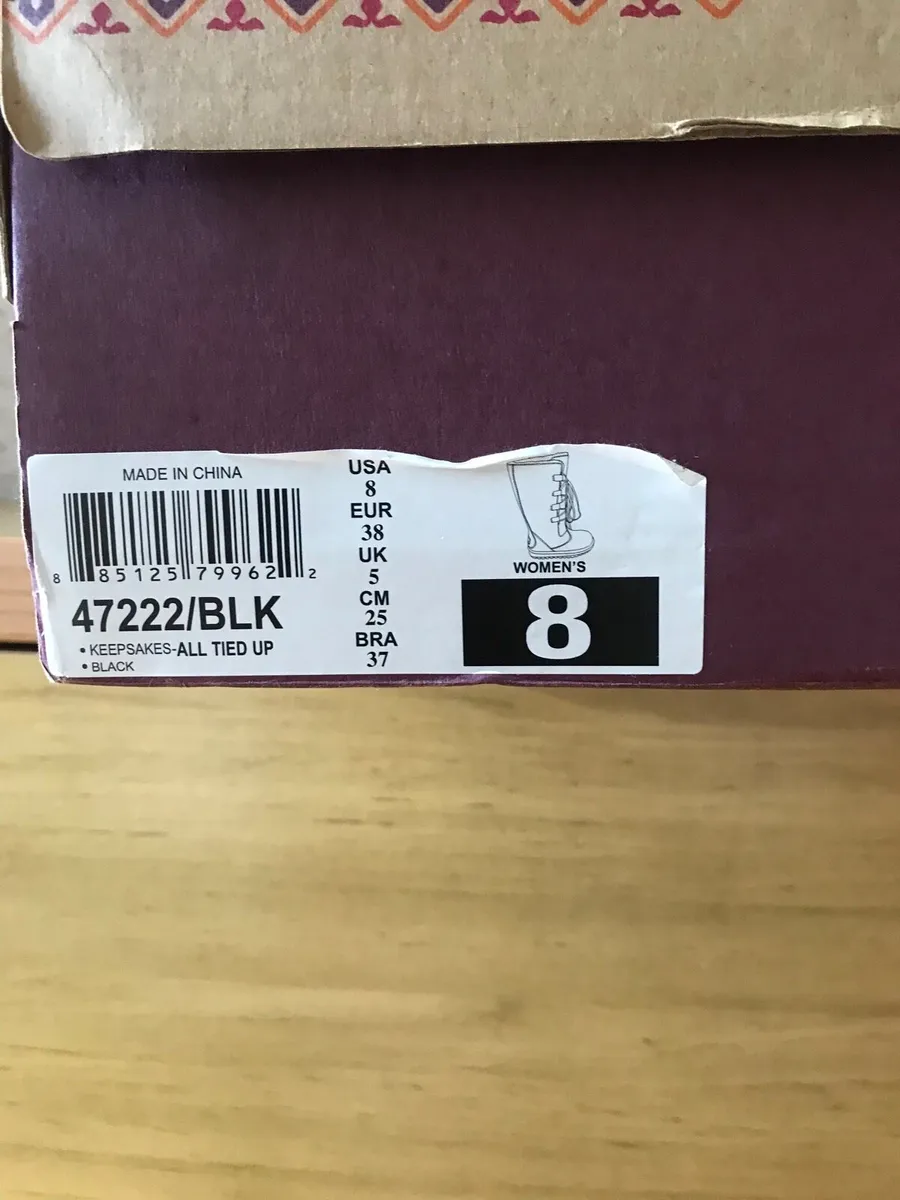 MADE IN CHINA
8 85125 79962 2
47222/BLK
• KEEPSAKES-ALL TIED UP
• BLACK
USA
8
EUR
38
UK
5
CM
25
BRA
37
WOMEN'S
8